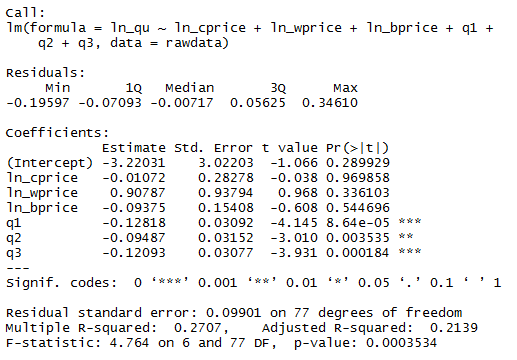 Call:
lm(formula = ln_qu ~ ln_cprice + ln_wprice + ln_bprice + q1 +
    q2 + q3, data = rawdata)

Residuals:
     Min       1Q   Median       3Q      Max
-0.19597 -0.07093 -0.00717  0.05625  0.34610

Coefficients:
            Estimate Std. Error t value Pr(>|t|)
(Intercept) -3.22031    3.02203  -1.066 0.289929
ln_cprice   -0.01072    0.28278  -0.038 0.969858
ln_wprice    0.90787    0.93794   0.968 0.336103
ln_bprice   -0.09375    0.15408  -0.608 0.544696
q1          -0.12818    0.03092  -4.145 8.64e-05 ***
q2          -0.09487    0.03152  -3.010 0.003535 **
q3          -0.12093    0.03077  -3.931 0.000184 ***
---
Signif. codes:  0 ‘***’ 0.001 ‘**’ 0.01 ‘*’ 0.05 ‘.’ 0.1 ‘ ’ 1

Residual standard error: 0.09901 on 77 degrees of freedom
Multiple R-squared:  0.2707,    Adjusted R-squared:  0.2139
F-statistic: 4.764 on 6 and 77 DF,  p-value: 0.0003534